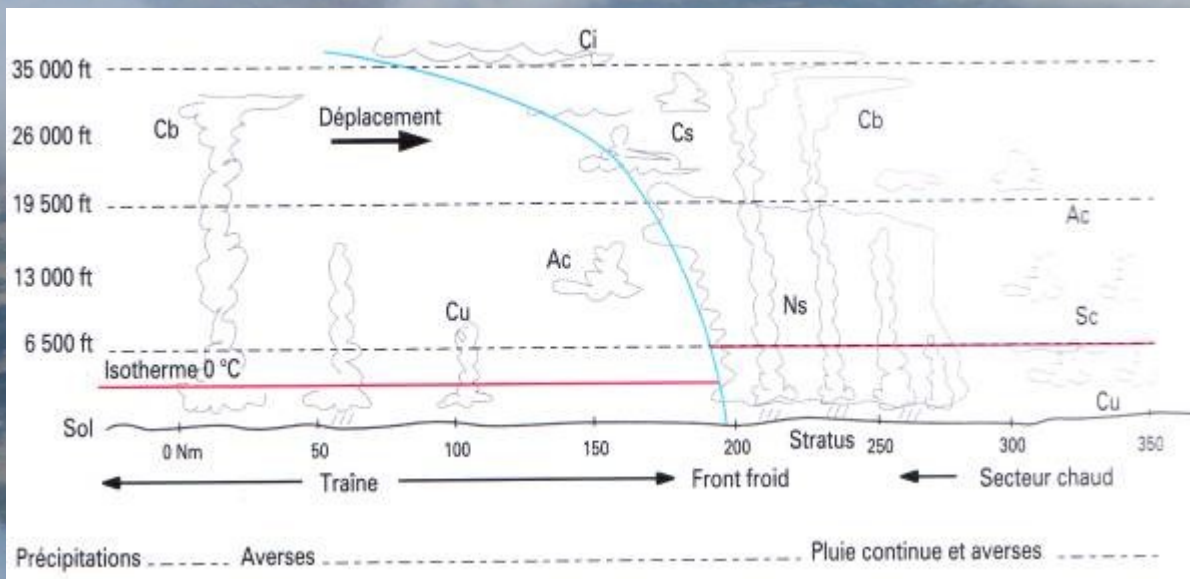 Ci
35 000 ft
Cb
Déplacement
Cs
Cb
26 000 ft
19 500 ft
Ac
Ac
13 000 ft
Cu
Ns
Sc
6 500 ft
Isotherme 0 °C
Cu
Sol
0 Nm 50 100 150 200 Stratus 250 300 350
Traîne Front froid Secteur chaud
Précipitations Averses Pluie continue et averses